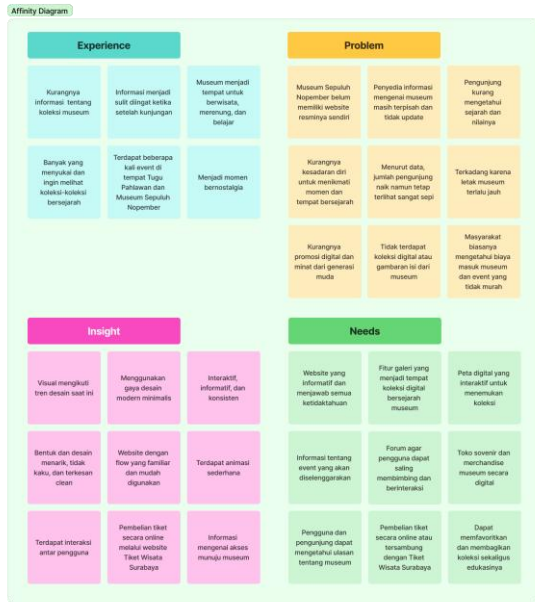 Affinity Diagram
Experience
Kurangnya
informasi tentang
koleksi museum
Informasi menjadi
sulit diingat ketika
setelah kunjungan
Museum menjadi
tempat untuk
berwisata,
merenung, dan
belajar
Banyak yang
menyukai dan
ingin melihat
koleksi-koleksi
bersejarah
Terdapat beberapa
kali event di
tempat Tugu
Pahlawan dan
Museum Sepuluh
Nopember
Menjadi momen
bernostalgia
Problem
Museum Sepuluh
Nopember belum
memiliki website
resminya sendiri
Penyedia informasi
mengenai museum
masih terpisah dan
tidak update
Pengunjung
kurang
mengetahui
sejarah dan
nilainya
Kurangnya
kesadaran diri
untuk menikmati
momen dan
tempat bersejarah
Menurut data,
jumlah pengunjung
naik namun tetap
terlihat sangat sepi
Terkadang karena
letak museum
terlalu jauh
Kurangnya
promosi digital dan
minat dari generasi
muda
Tidak terdapat
koleksi digital atau
gambaran isi dari
museum
Masyarakat
biasanya
mengetahui biaya
masuk museum
dan event yang
tidak murah
Insight
Visual mengikuti
tren desain saat ini
Menggunakan
gaya desain
modern minimalis
Interaktif,
informatif, dan
konsisten
Bentuk dan desain
menarik, tidak
kaku, dan terkesan
clean
Website dengan
flow yang familiar
dan mudah
digunakan
Terdapat animasi
sederhana
Terdapat interaksi
antar pengguna
Pembelian tiket
secara online
melalui website
Tiket Wisata
Surabaya
Informasi
mengenai akses
munuju museum
Needs
Website yang
informatif dan
menjawab semua
ketidaktahuan
Fitur galeri yang
menjadi tempat
koleksi digital
bersejarah
museum
Peta digital yang
interaktif untuk
menemukan
koleksi
Informasi tentang
event yang akan
diselenggarakan
Forum agar
pengguna dapat
saling
membimbing dan
berinteraksi
Toko sovenir dan
merchandise
museum secara
digital
Pengguna dan
pengunjung dapat
mengetahui ulasan
tentang museum
Pembelian tiket
secara online atau
tersambung
dengan Tiket
Wisata Surabaya
Dapat
memfavoritkan
dan membagikan
koleksi sekaligus
edukasinya